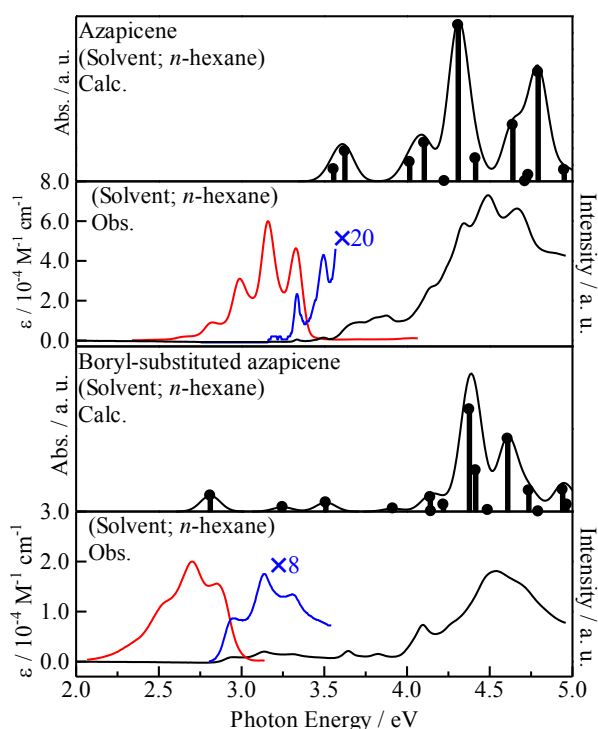 Azapicene
(Solvent; n-hexane)
Calc.
Abs. / a. u.
8.0
(Solvent; n-hexane)
Obs.
×20
6.0
4.0
2.0
0.0
ε / 10⁻⁴ M⁻¹ cm⁻¹
Intensity / a. u.
Boryl-substituted azapicene
(Solvent; n-hexane)
Calc.
Abs. / a. u.
3.0
(Solvent; n-hexane)
Obs.
×8
2.0
1.0
0.0
ε / 10⁻⁴ M⁻¹ cm⁻¹
Intensity / a. u.
2.0 2.5 3.0 3.5 4.0 4.5 5.0
Photon Energy / eV